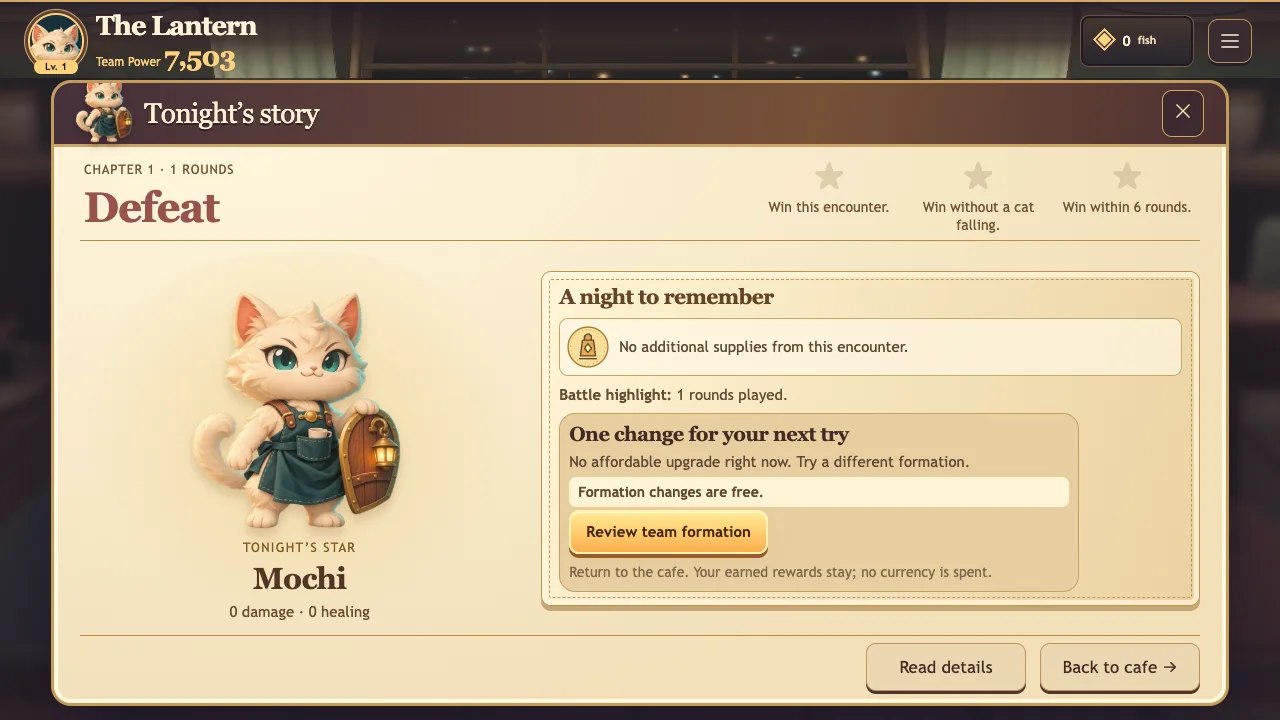 The Lantern
Team Power 7,503
Lv. 1
0 fish
Tonight’s story
CHAPTER 1 · 1 ROUNDS
Defeat
Win this encounter.
Win without a cat
falling.
Win within 6 rounds.
TONIGHT’S STAR
Mochi
0 damage · 0 healing
A night to remember
No additional supplies from this encounter.
Battle highlight: 1 rounds played.
One change for your next try
No affordable upgrade right now. Try a different formation.
Formation changes are free.
Review team formation
Return to the cafe. Your earned rewards stay; no currency is spent.
Read details
Back to cafe →